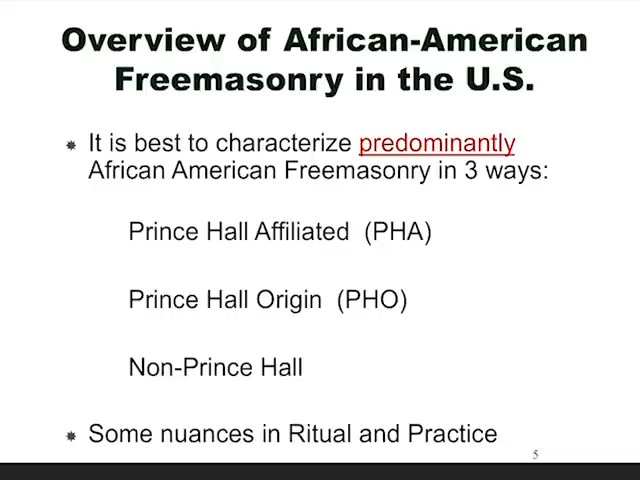 Overview of African-American
Freemasonry in the U.S.
It is best to characterize predominantly
African American Freemasonry in 3 ways:
Prince Hall Affiliated (PHA)
Prince Hall Origin (PHO)
Non-Prince Hall
Some nuances in Ritual and Practice
5